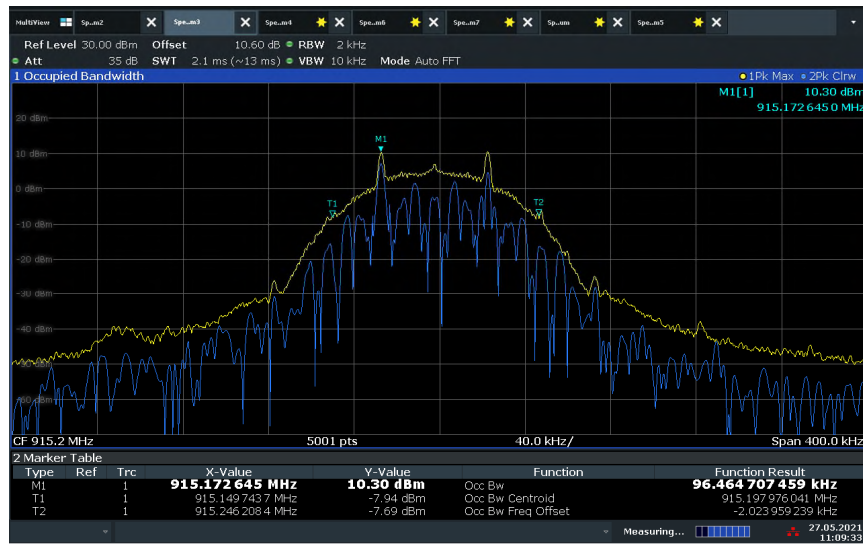 MultiView Sp..m2 Spe..m3 Spe..m4 Spe..m6 Spe..m7 Sp..um Spe..m5
Ref Level 30.00 dBm Offset 10.60 dB RBW 2 kHz
Att 35 dB SWT 2.1 ms (~13 ms) VBW 10 kHz Mode Auto FFT
1 Occupied Bandwidth 1Pk Max 2Pk Clrw
M1[1] 10.30 dBm
915.172 645 0 MHz
20 dBm
M1
10 dBm
0 dBm
T1 T2
-10 dBm
-20 dBm
-30 dBm
-40 dBm
-50 dBm
-60 dBm
CF 915.2 MHz 5001 pts 40.0 kHz/ Span 400.0 kHz
2 Marker Table
Type Ref Trc X-Value Y-Value Function Function Result
M1 1 915.172 645 MHz 10.30 dBm Occ Bw 96.464 707 459 kHz
T1 1 915.149 743 7 MHz -7.94 dBm Occ Bw Centroid 915.197 976 041 MHz
T2 1 915.246 208 4 MHz -7.69 dBm Occ Bw Freq Offset -2.023 959 239 kHz
Measuring... 27.05.2021
11:09:33